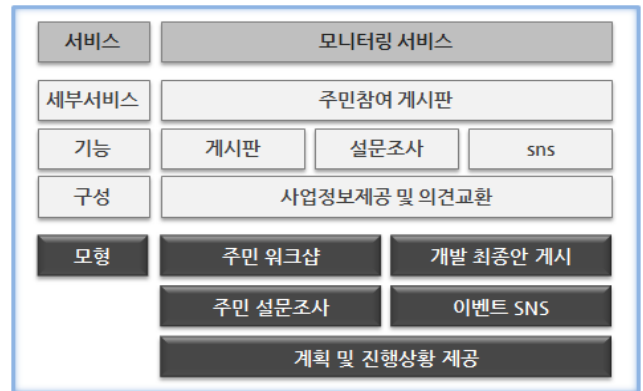 서비스 모니터링 서비스
세부서비스 주민참여 게시판
기능 게시판 설문조사 sns
구성 사업정보제공 및 의견교환
모형 주민 워크샵 개발 최종안 게시
주민 설문조사 이벤트 SNS
계획 및 진행상황 제공